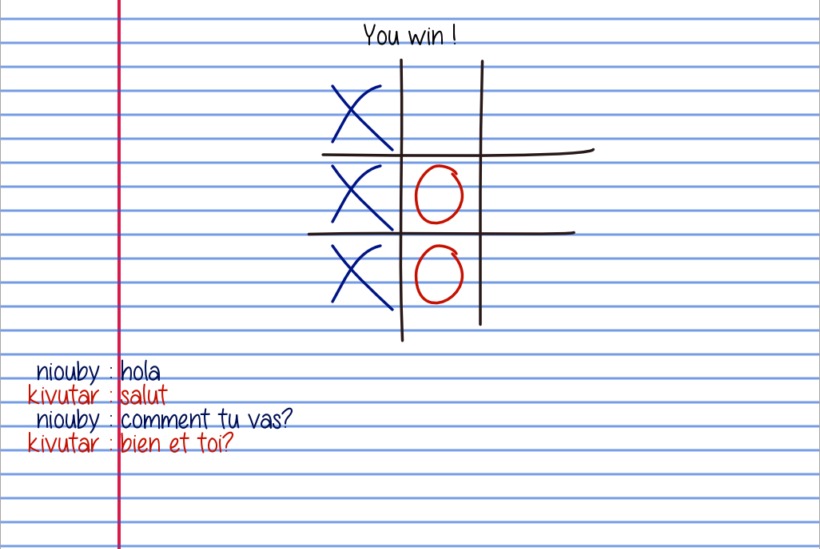 You win !
X
X O
X O
niouby : hola
kivutar : salut
niouby : comment tu vas?
kivutar : bien et toi?